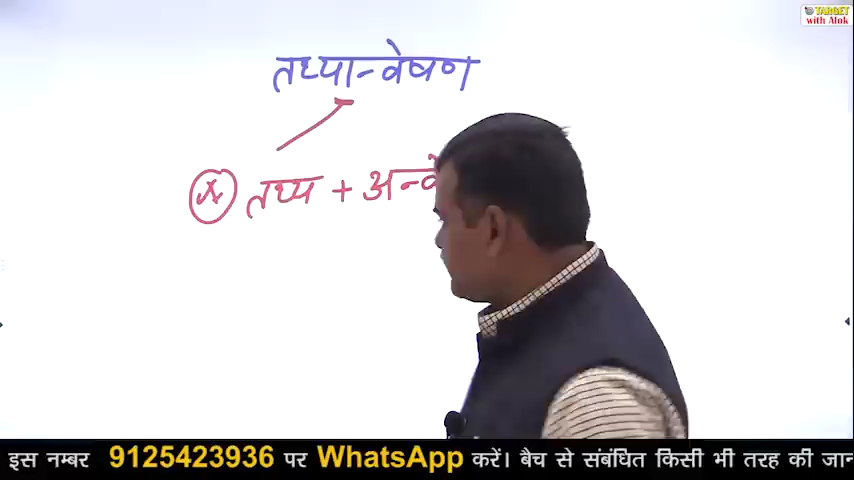 TARGET
with Alok
तथ्यान्वेषण
तथ्य + अन्वे
इस नम्बर 9125423936 पर WhatsApp करें। बैच से संबंधित किसी भी तरह की जान